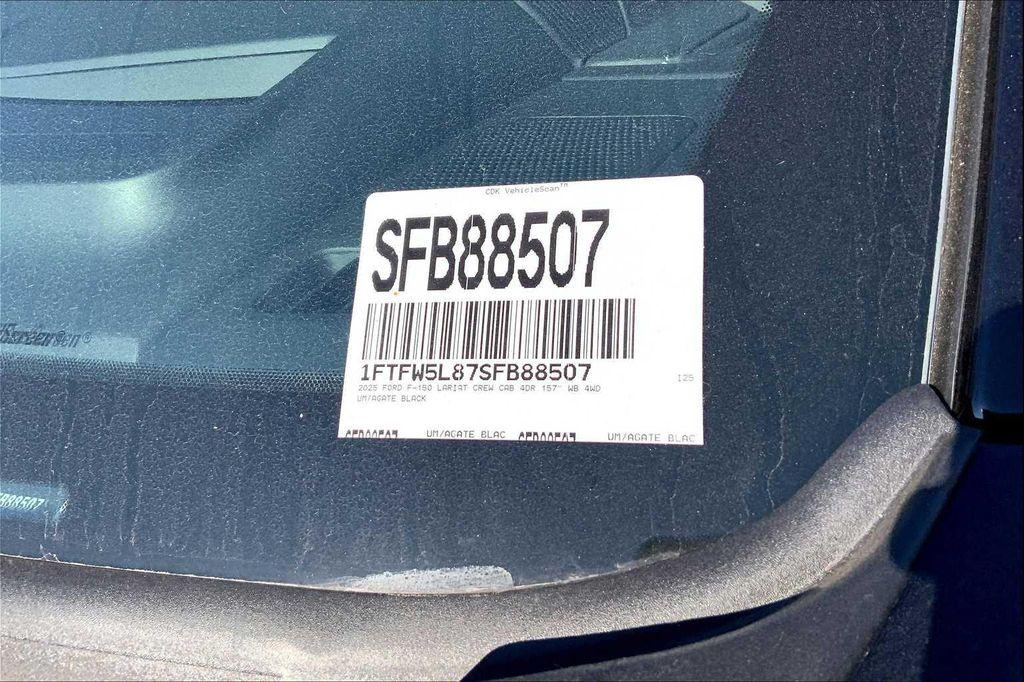 CDK VehicleScan™
SFB88507
1FTFW5L87SFB88507
125
2025 FORD F-150 LARIAT CREW CAB 4DR 157" WB 4WD
UM/AGATE BLACK
UM/AGATE BLAC
UM/AGATE BLAC